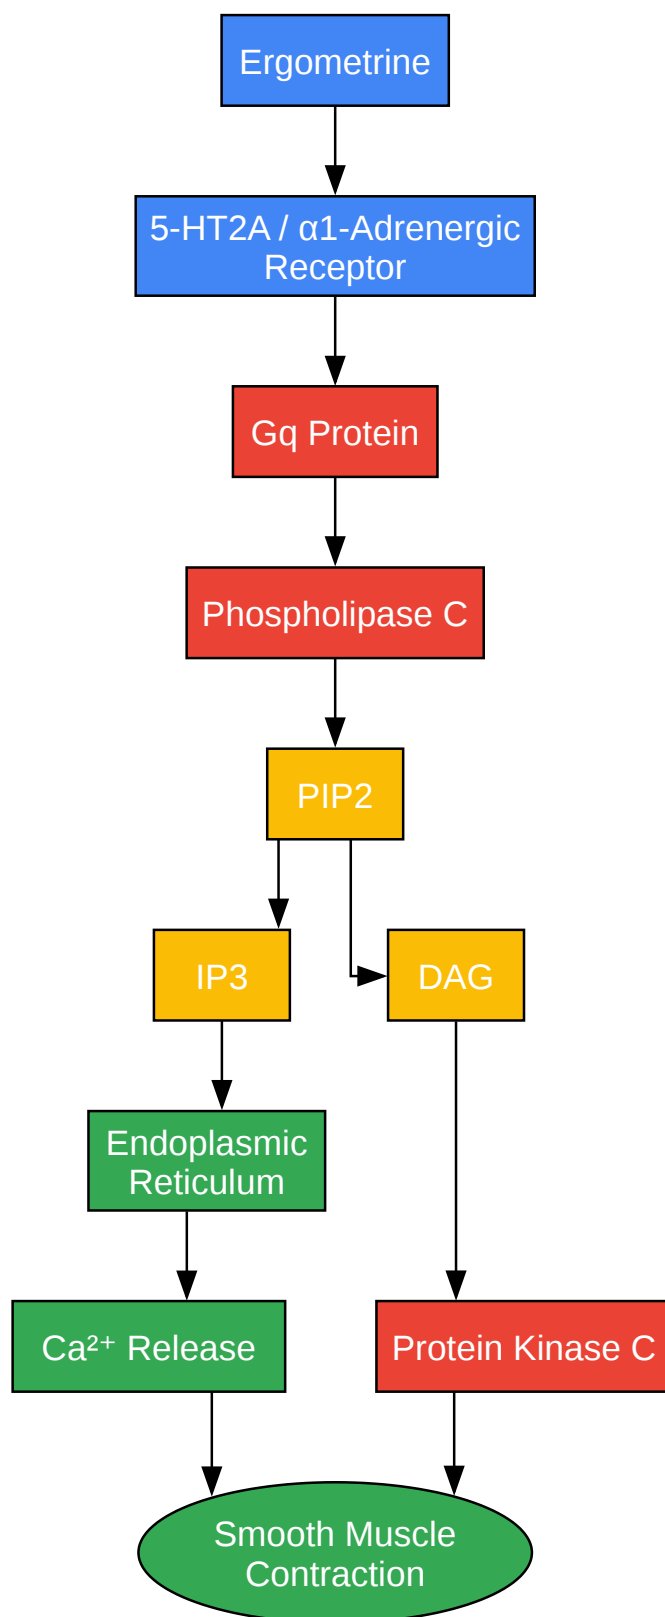 Ergometrine
5-HT2A / α1-Adrenergic
Receptor
Gq Protein
Phospholipase C
PIP2
IP3
DAG
Endoplasmic
Reticulum
Ca²⁺ Release
Protein Kinase C
Smooth Muscle
Contraction